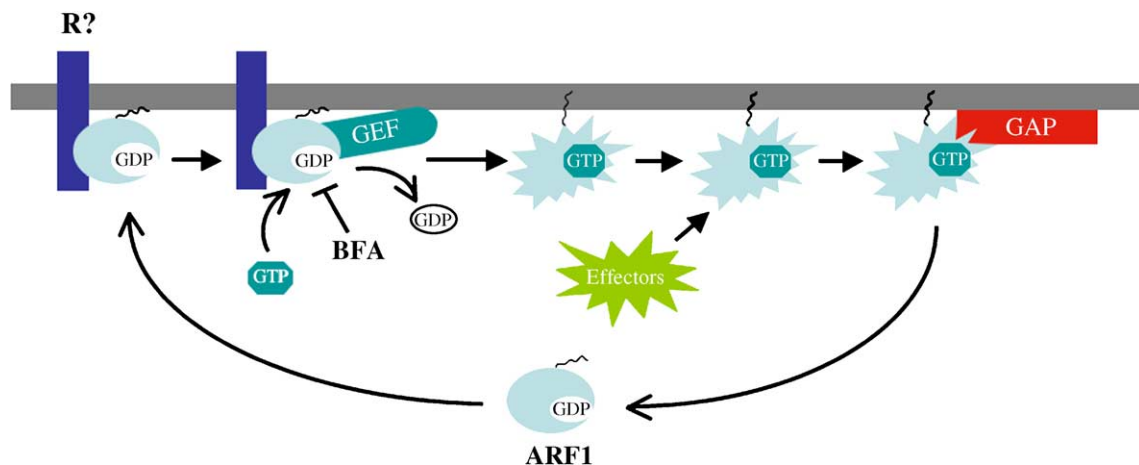 R?
GDP
GDP
GEF
GTP
BFA
GDP
GTP
GTP
Effectors
GTP
GAP
GDP
ARF1